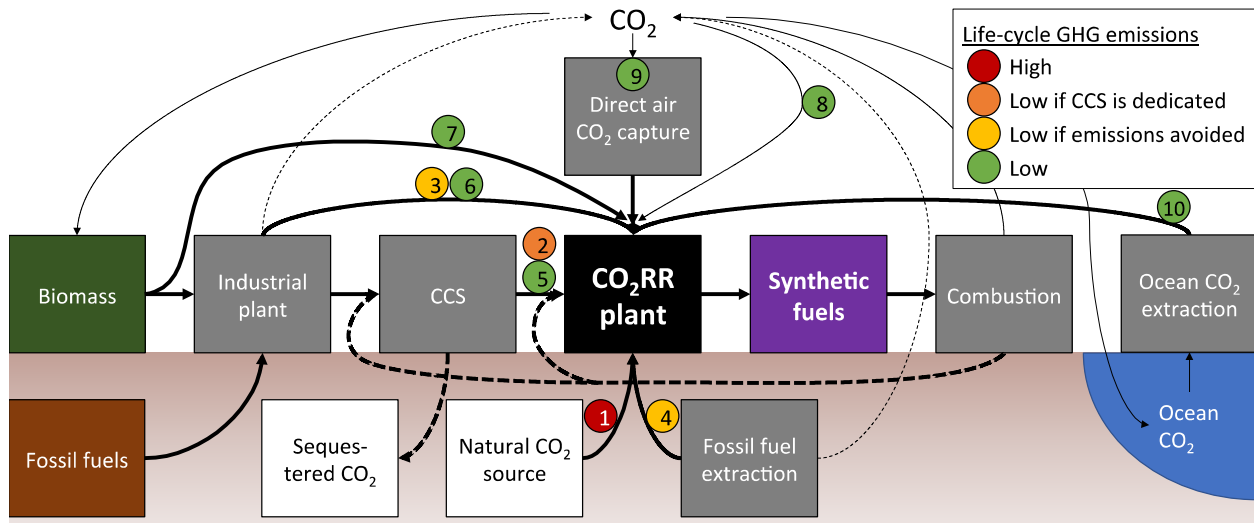 CO₂
Life-cycle GHG emissions
High
Low if CCS is dedicated
Low if emissions avoided
Low
9
Direct air
CO₂ capture
8
7
3
6
10
2
5
Biomass
Industrial
plant
CCS
CO₂RR
plant
Synthetic
fuels
Combustion
Ocean CO₂
extraction
1
4
Fossil fuels
Seques-
tered CO₂
Natural CO₂
source
Fossil fuel
extraction
Ocean
CO₂